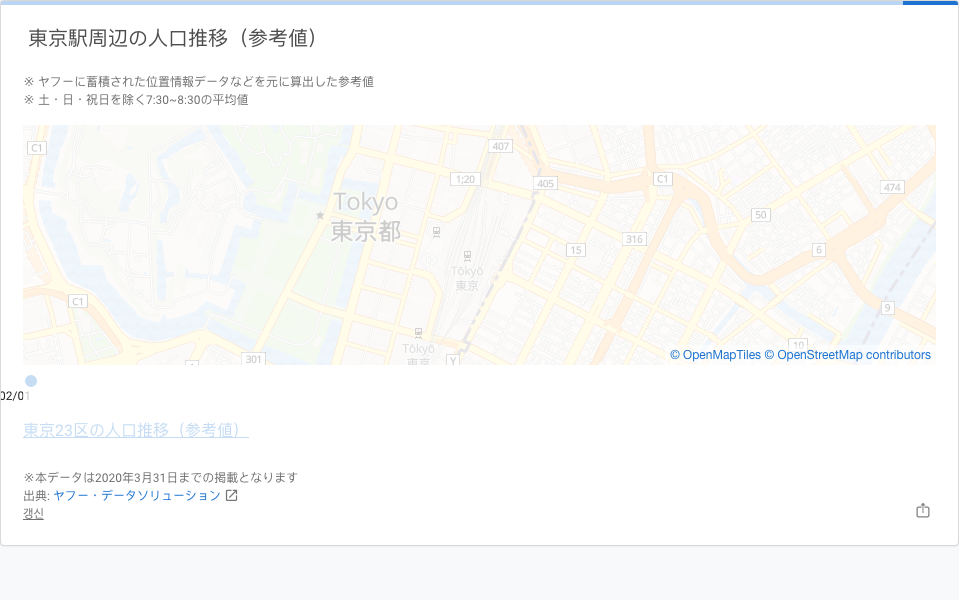 東京駅周辺の人口推移（参考値）
※ ヤフーに蓄積された位置情報データなどを元に算出した参考値
※ 土・日・祝日を除く7:30~8:30の平均値
C1
407
1;20
405
C1
474
Tokyo
東京都
50
316
15
6
Tōkyō
東京
C1
9
10
301
Tōkyō
東京
Y
© OpenMapTiles © OpenStreetMap contributors
02/01
東京23区の人口推移（参考値）
※本データは2020年3月31日までの掲載となります
出典: ヤフー・データソリューション
갱신